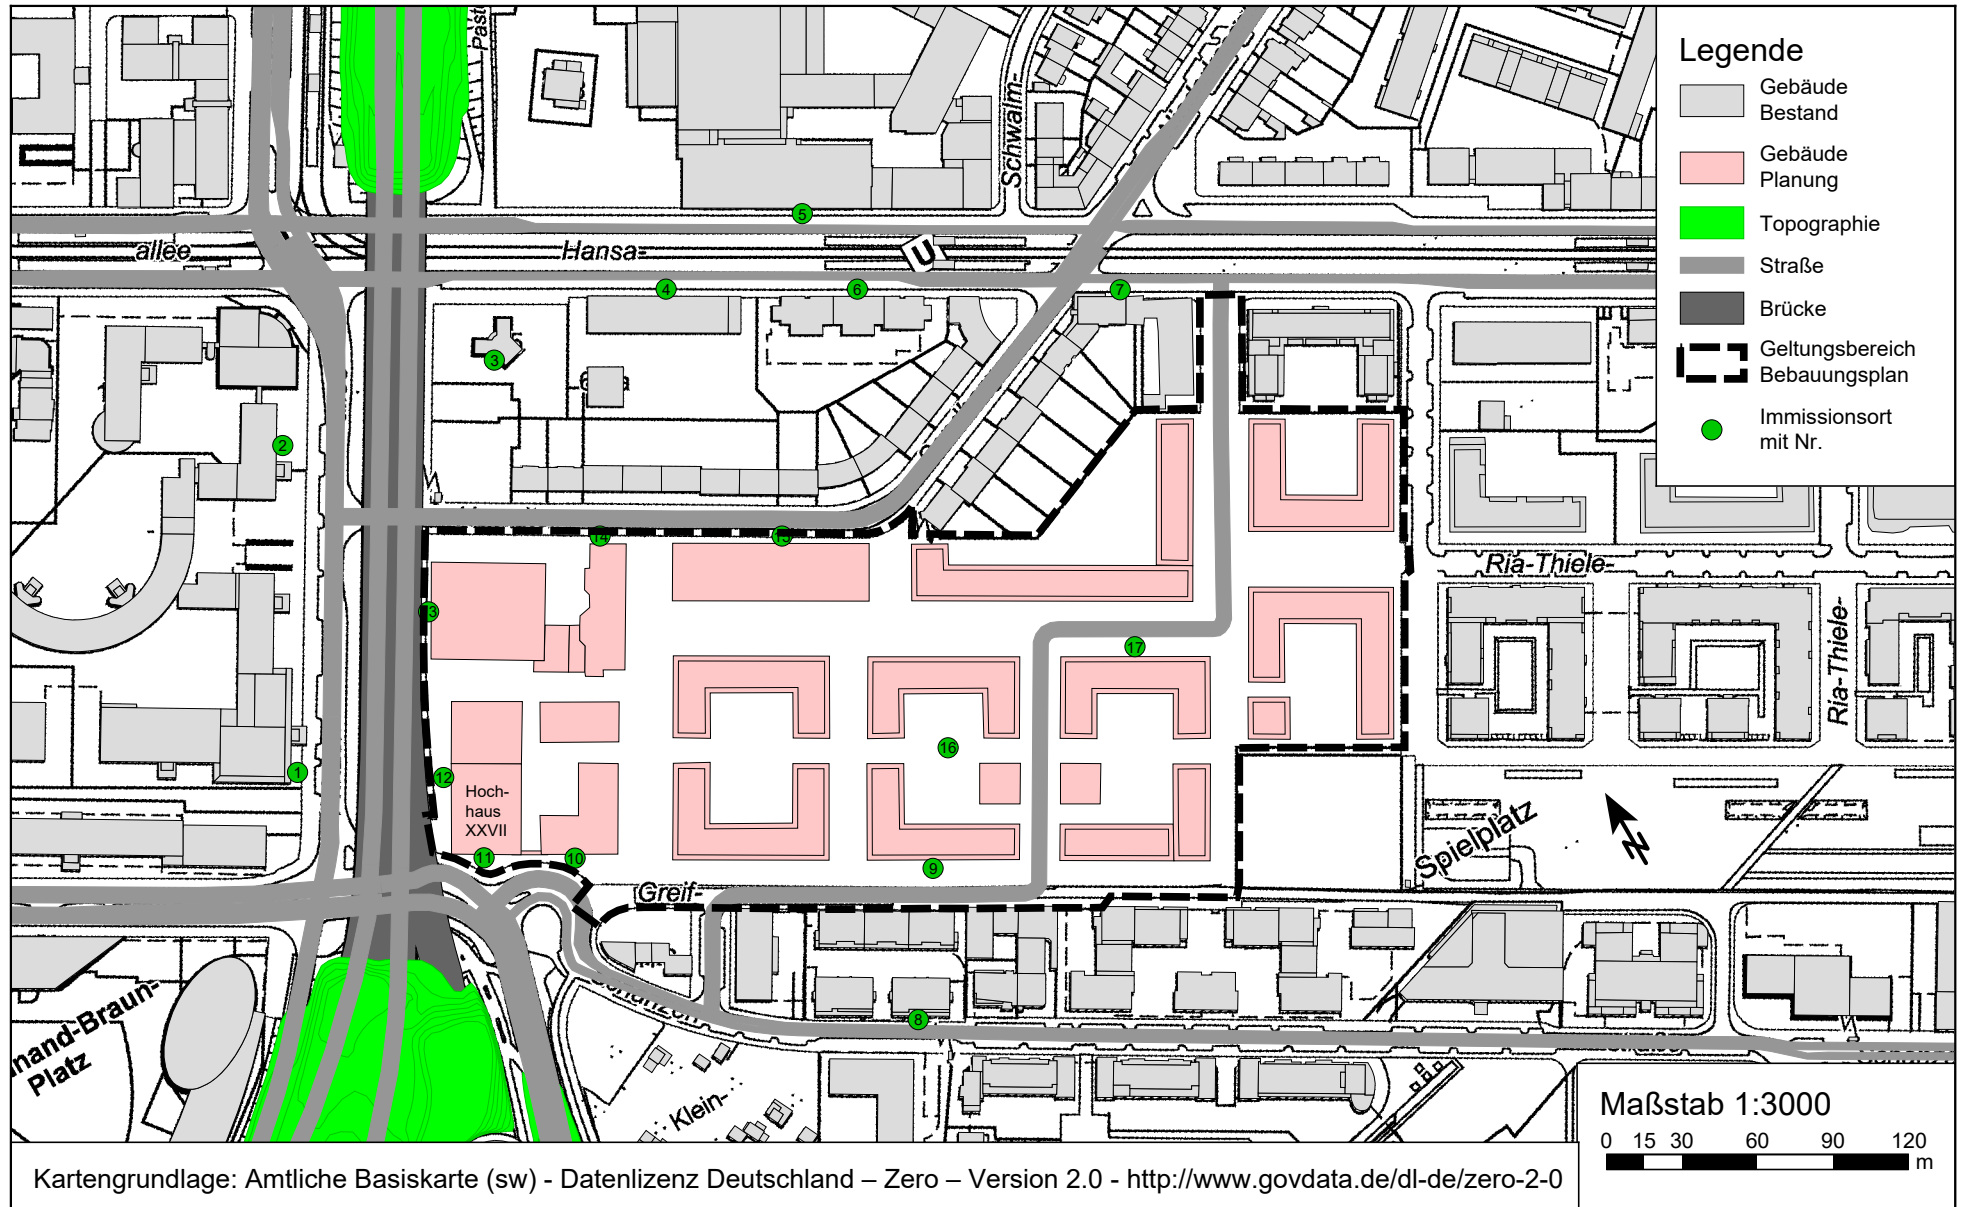 Legende
Gebäude
Bestand
Gebäude
Planung
Topographie
Straße
Brücke
Geltungsbereich
Bebauungsplan
Immissionsort
mit Nr.
Schwalm-
5
allee
Hansa-
U
4
6
7
3
2
14
Ria-Thiele-
17
Ria-Thiele-
16
1
12
Hoch-
haus
XXVII
N
Spielplatz
11
10
9
Greif-
nand-Braun-
Platz
8
Klein-
Maßstab 1:3000
0 15 30 60 90 120
m
Kartengrundlage: Amtliche Basiskarte (sw) - Datenlizenz Deutschland – Zero – Version 2.0 - http://www.govdata.de/dl-de/zero-2-0